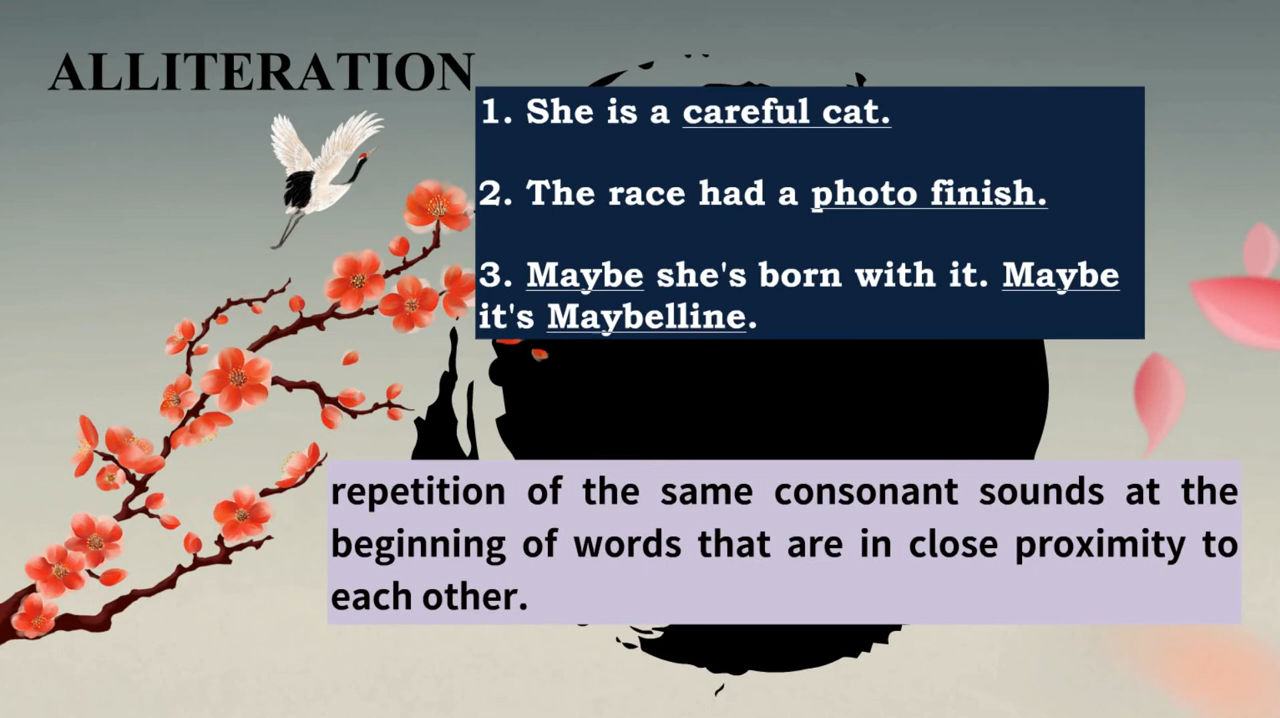 ALLITERATION
1. She is a careful cat.
2. The race had a photo finish.
3. Maybe she's born with it. Maybe
it's Maybelline.
repetition of the same consonant sounds at the
beginning of words that are in close proximity to
each other.